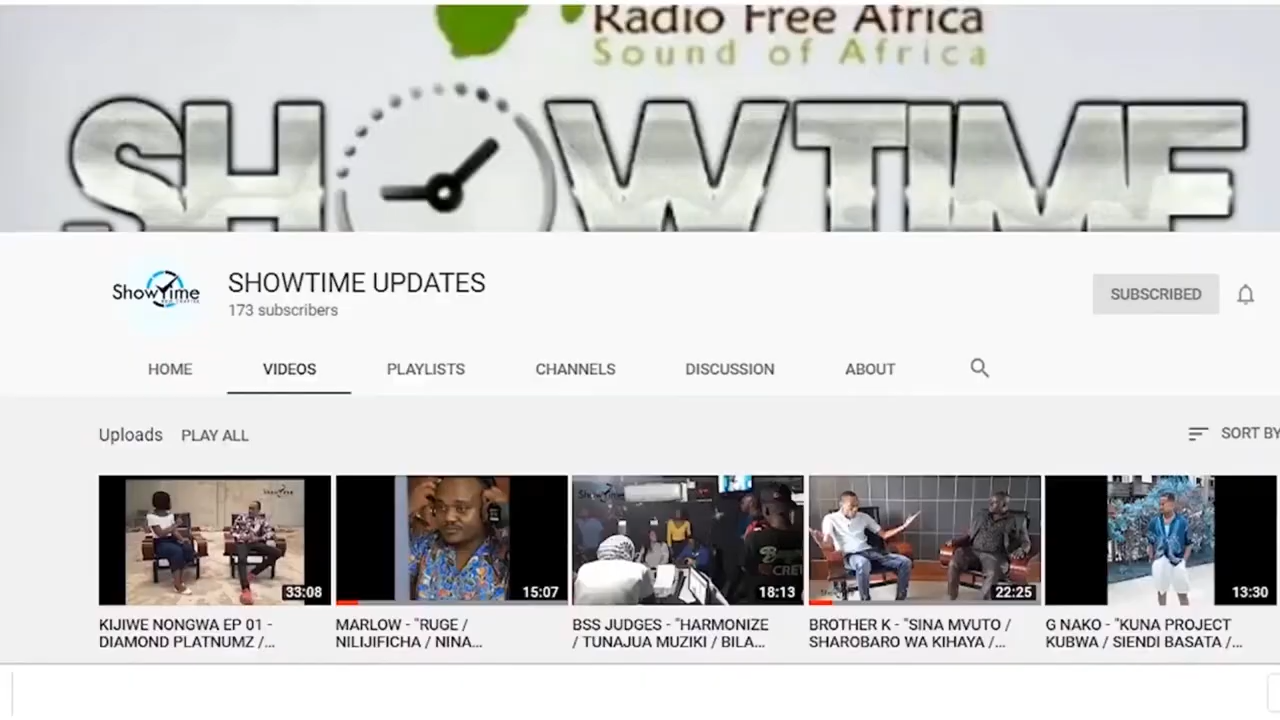 Radio Free Africa
Sound of Africa
SHOWTIME
ShowTime
SHOWTIME UPDATES
173 subscribers
SUBSCRIBED
HOME VIDEOS PLAYLISTS CHANNELS DISCUSSION ABOUT
Uploads PLAY ALL SORT BY
ShowTime
ShowTime
33:08 15:07 18:13 22:25 13:30
KIJIWE NONGWA EP 01 -
DIAMOND PLATNUMZ /...
MARLOW - "RUGE /
NILIJIFICHA / NINA...
BSS JUDGES - "HARMONIZE
/ TUNAJUA MUZIKI / BILA...
BROTHER K - "SINA MVUTO /
SHAROBARO WA KIHAYA /...
G NAKO - "KUNA PROJECT
KUBWA / SIENDI BASATA /...